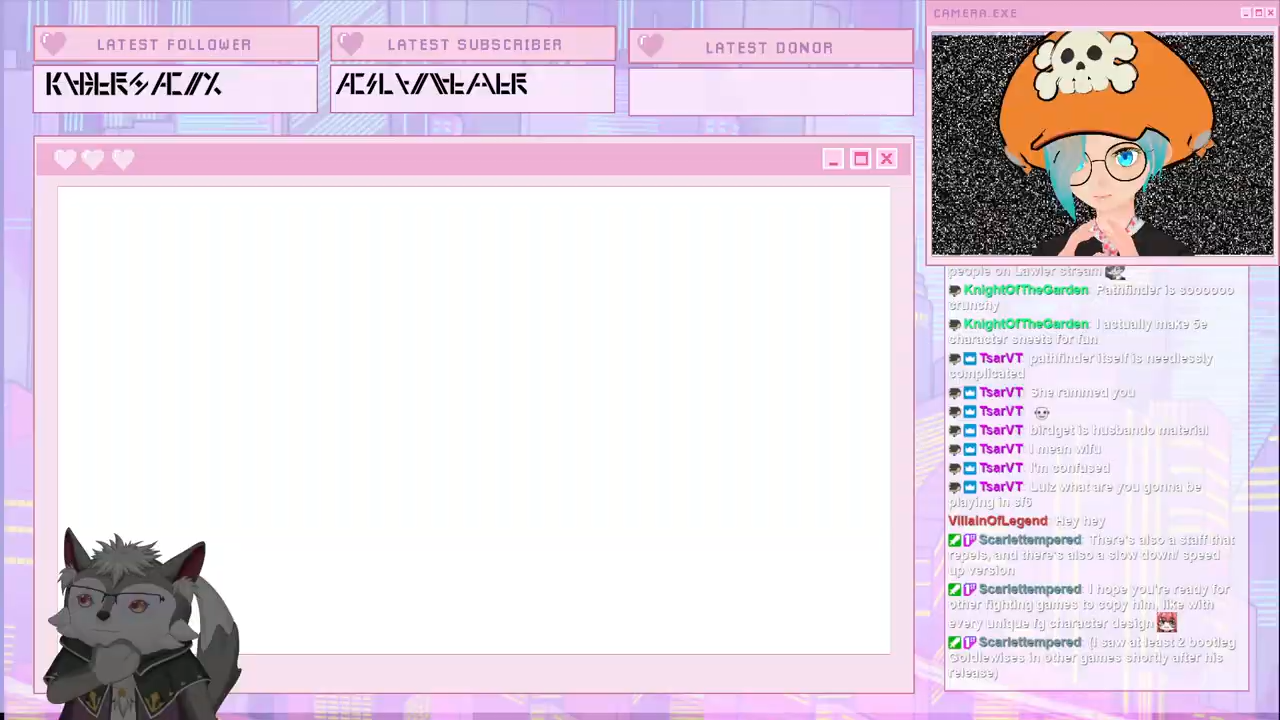 LATEST FOLLOWER
LATEST SUBSCRIBER
LATEST DONOR
CAMERA.EXE
people on Lawler stream
KnightOfTheGarden: Pathfinder is soooooo
crunchy
KnightOfTheGarden: I actually make 5e
character sheets for fun
TsarVT: pathfinder itself is needlessly
complicated
TsarVT: She rammed you
TsarVT:
TsarVT: birdget is husbando material
TsarVT: I mean wifu
TsarVT: I'm confused
TsarVT: Luiz what are you gonna be
playing in sf6
VillainOfLegend: Hey hey
Scarlettempered: There's also a staff that
repels, and there's also a slow down/ speed
up version
Scarlettempered: I hope you're ready for
other fighting games to copy him, like with
every unique fg character design
Scarlettempered: (I saw at least 2 bootleg
Goldlewises in other games shortly after his
release)